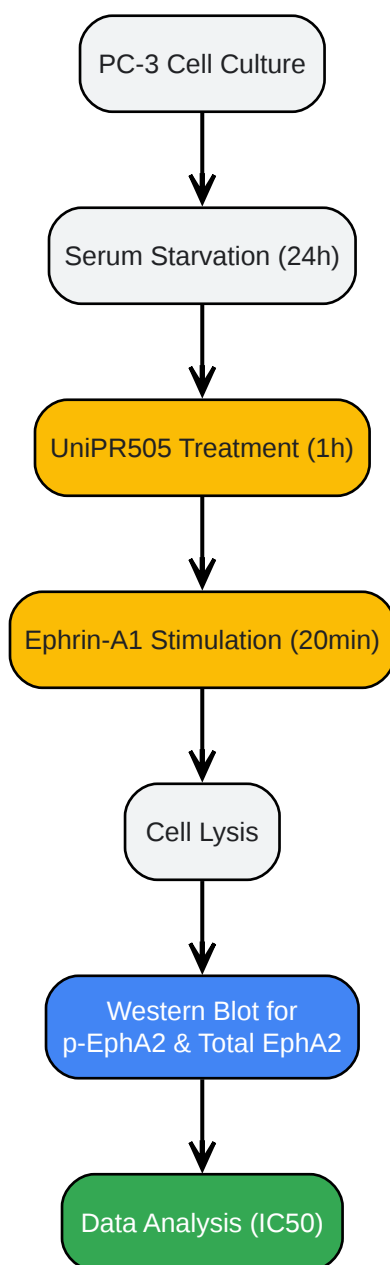 PC-3 Cell Culture
Serum Starvation (24h)
UniPR505 Treatment (1h)
Ephrin-A1 Stimulation (20min)
Cell Lysis
Western Blot for
p-EphA2 & Total EphA2
Data Analysis (IC50)